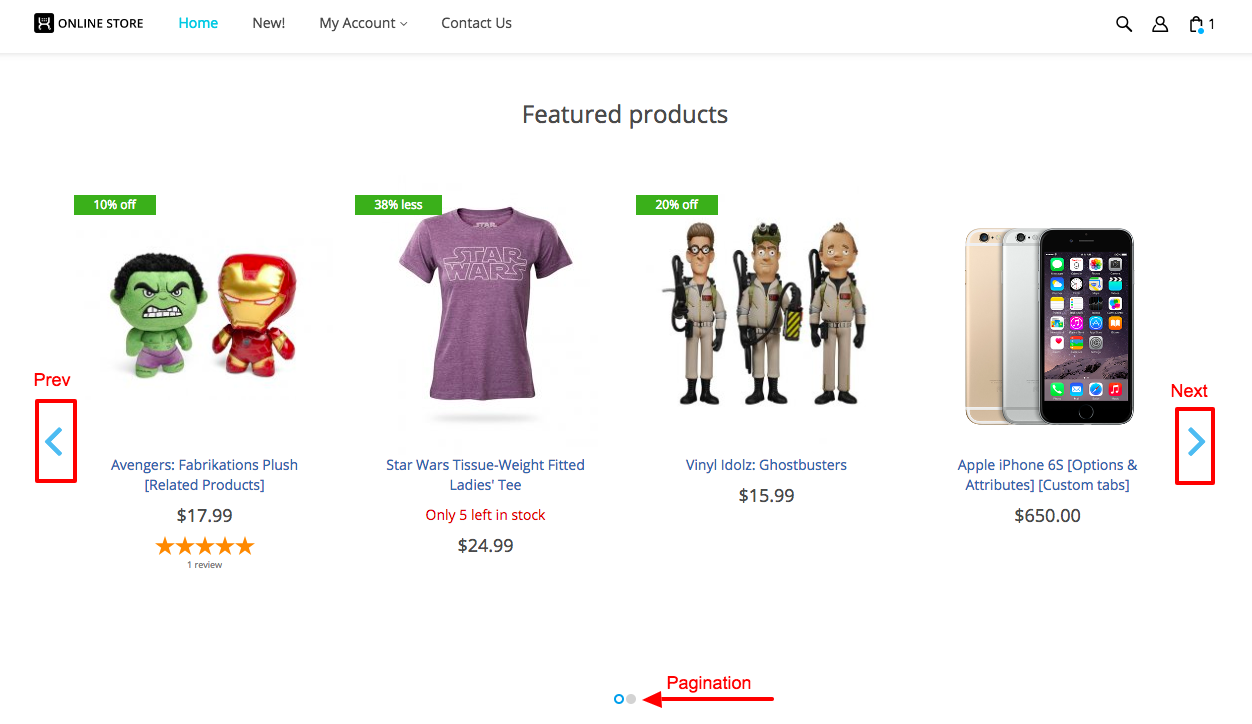 ONLINE STORE
Home
New!
My Account
Contact Us
1
Featured products
10% off
38% less
20% off
STAR
WARS
Prev
Next
Avengers: Fabrikations Plush
[Related Products]
$17.99
1 review
Star Wars Tissue-Weight Fitted
Ladies' Tee
Only 5 left in stock
$24.99
Vinyl Idolz: Ghostbusters
$15.99
Apple iPhone 6S [Options &
Attributes] [Custom tabs]
$650.00
Pagination